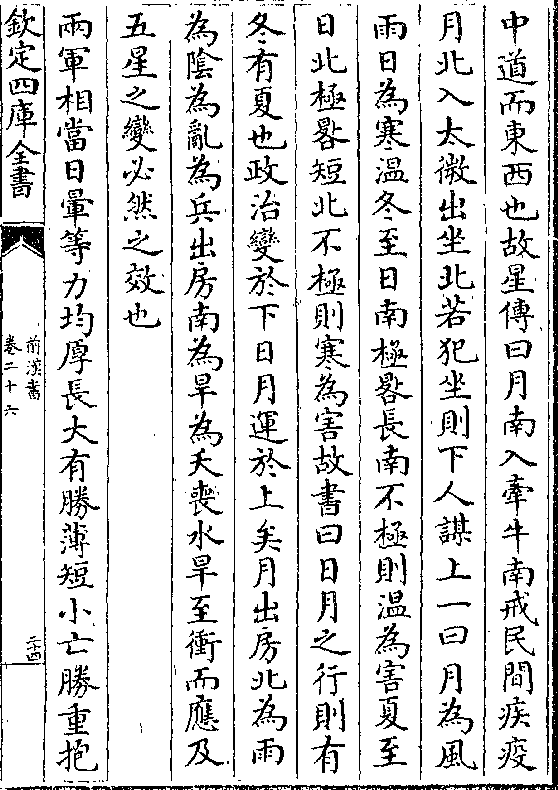 中道而東西也故星傳曰月南入牽牛南戒民間疾疫
月北入太微出坐北若犯坐則下人謀上一曰月為風
雨日為寒溫冬至日南極晷長南不極則溫為害夏至
日北極晷短北不極則寒為害故書曰日月之行則有
冬有夏也政治變於下日月運於上矣月出房北為雨
為陰為亂為兵出房南為旱為夭喪水旱至衝而應及
五星之變必然之效也
兩軍相當日暈等力均厚長大有勝薄短小亡勝重抱
欽定四庫全書
前漢書
卷二十六
三十四